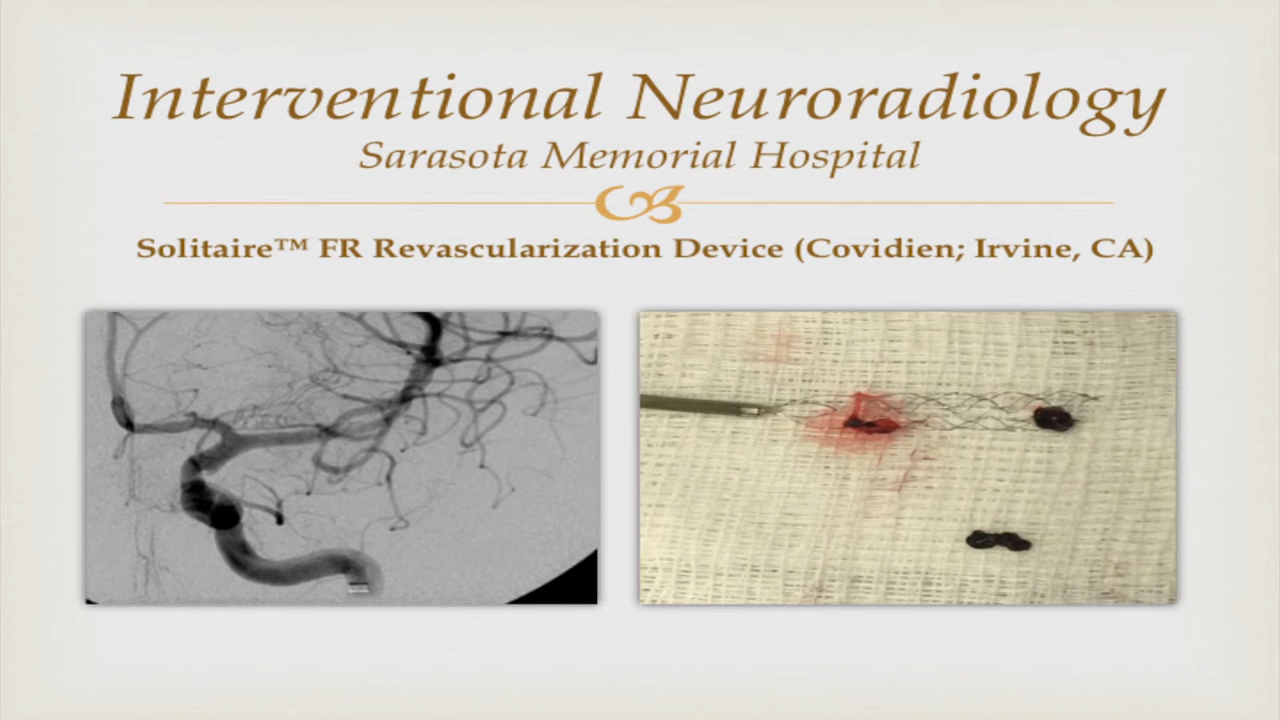 Interventional Neuroradiology
Sarasota Memorial Hospital
Solitaire™ FR Revascularization Device (Covidien; Irvine, CA)